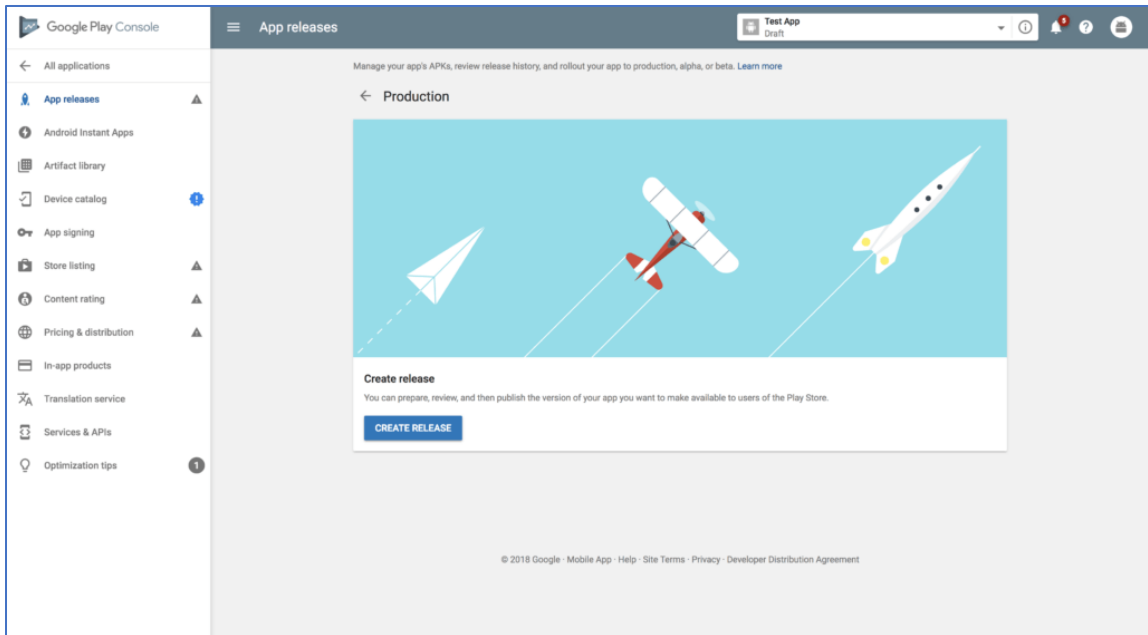 Google Play Console
App releases
Test App
Draft
5
All applications
App releases
Android Instant Apps
Artifact library
Device catalog
App signing
Store listing
Content rating
Pricing & distribution
In-app products
Translation service
Services & APIs
Optimization tips
1
Manage your app's APKs, review release history, and rollout your app to production, alpha, or beta. Learn more
Production
Create release
You can prepare, review, and then publish the version of your app you want to make available to users of the Play Store.
CREATE RELEASE
© 2018 Google · Mobile App · Help · Site Terms · Privacy · Developer Distribution Agreement